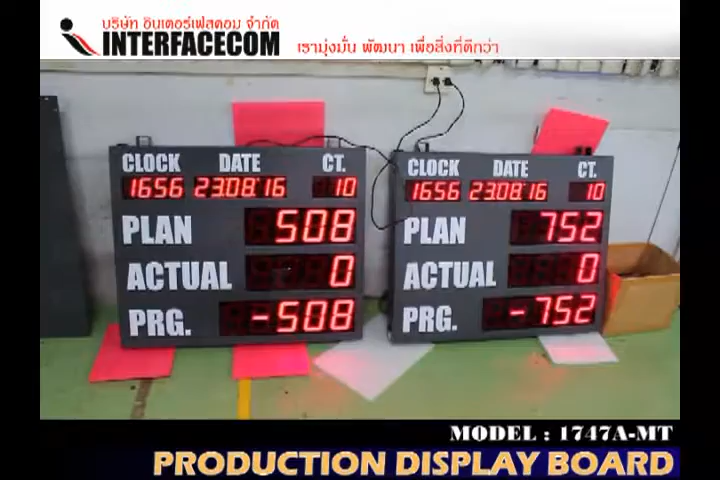 บริษัท อินเตอร์เฟสคอม จำกัด
INTERFACECOM
เรามุ่งมั่น พัฒนา เพื่อสิ่งที่ดีกว่า
CLOCK DATE CT.
1656 23.08.16 10
PLAN 508
ACTUAL 0
PRG. -508
CLOCK DATE CT.
1656 23.08.16 10
PLAN 752
ACTUAL 0
PRG. -752
MODEL : 1747A-MT
PRODUCTION DISPLAY BOARD